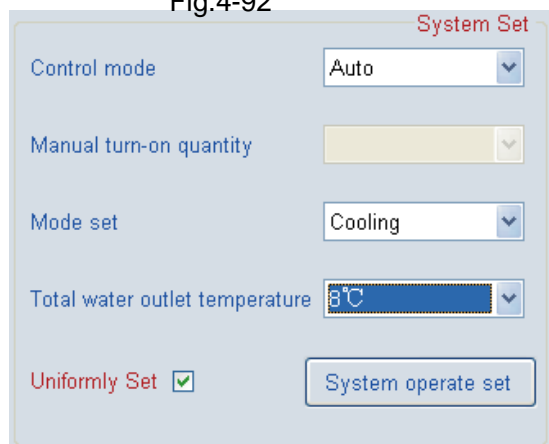 Fig.4-92
System Set
Control mode Auto
Manual turn-on quantity
Mode set Cooling
Total water outlet temperature 8℃
Uniformly Set System operate set